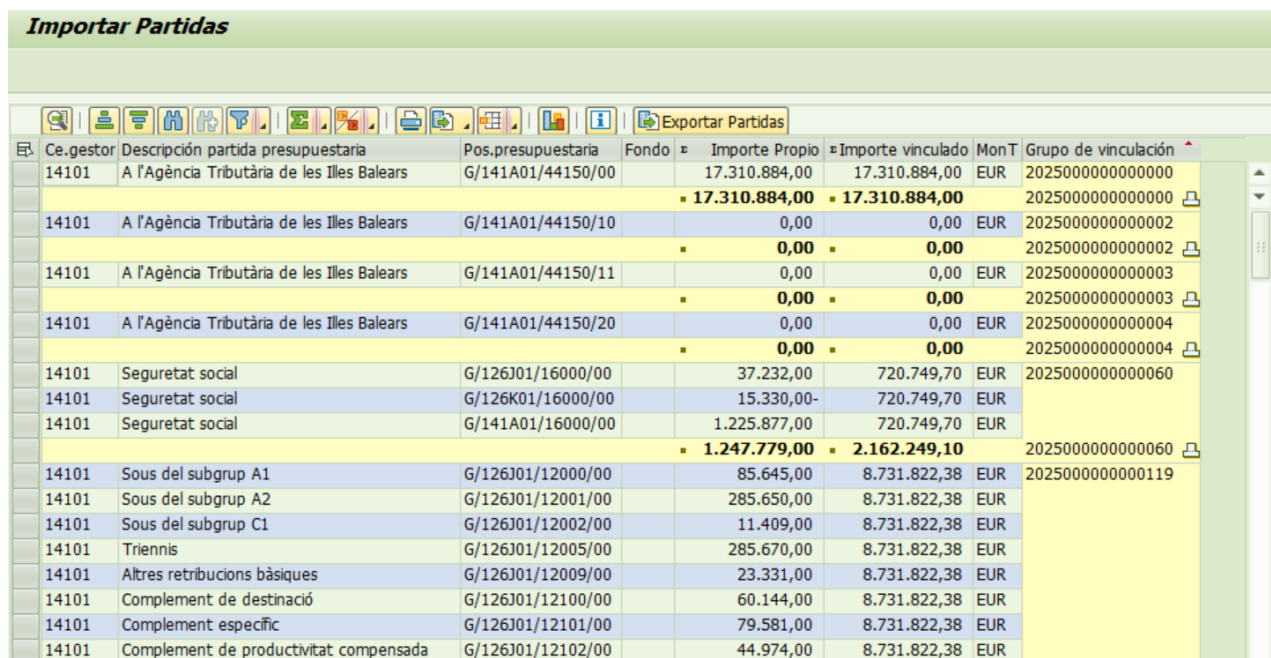 Importar Partidas
Exportar Partidas
Ce.gestor Descripción partida presupuestaria Pos.presupuestaria Fondo Importe Propio Importe vinculado MonT Grupo de vinculación
14101 A l'Agència Tributària de les Illes Balears G/141A01/44150/00 17.310.884,00 17.310.884,00 EUR 2025000000000000
17.310.884,00 17.310.884,00 2025000000000000
14101 A l'Agència Tributària de les Illes Balears G/141A01/44150/10 0,00 0,00 EUR 2025000000000002
0,00 0,00 2025000000000002
14101 A l'Agència Tributària de les Illes Balears G/141A01/44150/11 0,00 0,00 EUR 2025000000000003
0,00 0,00 2025000000000003
14101 A l'Agència Tributària de les Illes Balears G/141A01/44150/20 0,00 0,00 EUR 2025000000000004
0,00 0,00 2025000000000004
14101 Seguretat social G/126J01/16000/00 37.232,00 720.749,70 EUR 2025000000000060
14101 Seguretat social G/126K01/16000/00 15.330,00- 720.749,70 EUR
14101 Seguretat social G/141A01/16000/00 1.225.877,00 720.749,70 EUR
1.247.779,00 2.162.249,10 2025000000000060
14101 Sous del subgrup A1 G/126J01/12000/00 85.645,00 8.731.822,38 EUR 2025000000000119
14101 Sous del subgrup A2 G/126J01/12001/00 285.650,00 8.731.822,38 EUR
14101 Sous del subgrup C1 G/126J01/12002/00 11.409,00 8.731.822,38 EUR
14101 Triennis G/126J01/12005/00 285.670,00 8.731.822,38 EUR
14101 Altres retribucions bàsiques G/126J01/12009/00 23.331,00 8.731.822,38 EUR
14101 Complement de destinació G/126J01/12100/00 60.144,00 8.731.822,38 EUR
14101 Complement específic G/126J01/12101/00 79.581,00 8.731.822,38 EUR
14101 Complement de productivitat compensada G/126J01/12102/00 44.974,00 8.731.822,38 EUR